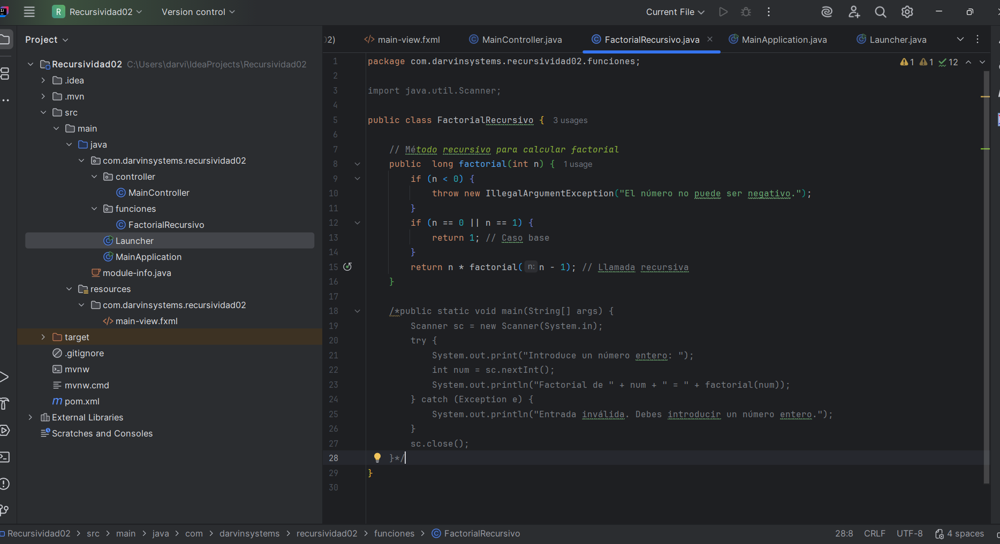 R Recursividad02 Version control Current File
Project
Recursividad02 C:\Users\darvi\IdeaProjects\Recursividad02
.idea
.mvn
src
main
java
com.darvinsystems.recursividad02
controller
MainController
funciones
FactorialRecursivo
Launcher
MainApplication
module-info.java
resources
com.darvinsystems.recursividad02
main-view.fxml
target
.gitignore
mvnw
mvnw.cmd
pom.xml
External Libraries
Scratches and Consoles
02) main-view.fxml MainController.java FactorialRecursivo.java MainApplication.java Launcher.java
1 package com.darvinsystems.recursividad02.funciones; 1 1 12
2
3 import java.util.Scanner;
4
5 public class FactorialRecursivo { 3 usages
6
7 // Método recursivo para calcular factorial
8 public long factorial(int n) { 1 usage
9 if (n < 0) {
10 throw new IllegalArgumentException("El número no puede ser negativo.");
11 }
12 if (n == 0 || n == 1) {
13 return 1; // Caso base
14 }
15 return n * factorial( n: n - 1); // Llamada recursiva
16 }
17
18 /*public static void main(String[] args) {
19 Scanner sc = new Scanner(System.in);
20 try {
21 System.out.print("Introduce un número entero: ");
22 int num = sc.nextInt();
23 System.out.println("Factorial de " + num + " = " + factorial(num));
24 } catch (Exception e) {
25 System.out.println("Entrada inválida. Debes introducir un número entero.");
26 }
27 sc.close();
28 }*/
29 }
30
Recursividad02 > src > main > java > com > darvinsystems > recursividad02 > funciones > FactorialRecursivo 28:8 CRLF UTF-8 4 spaces